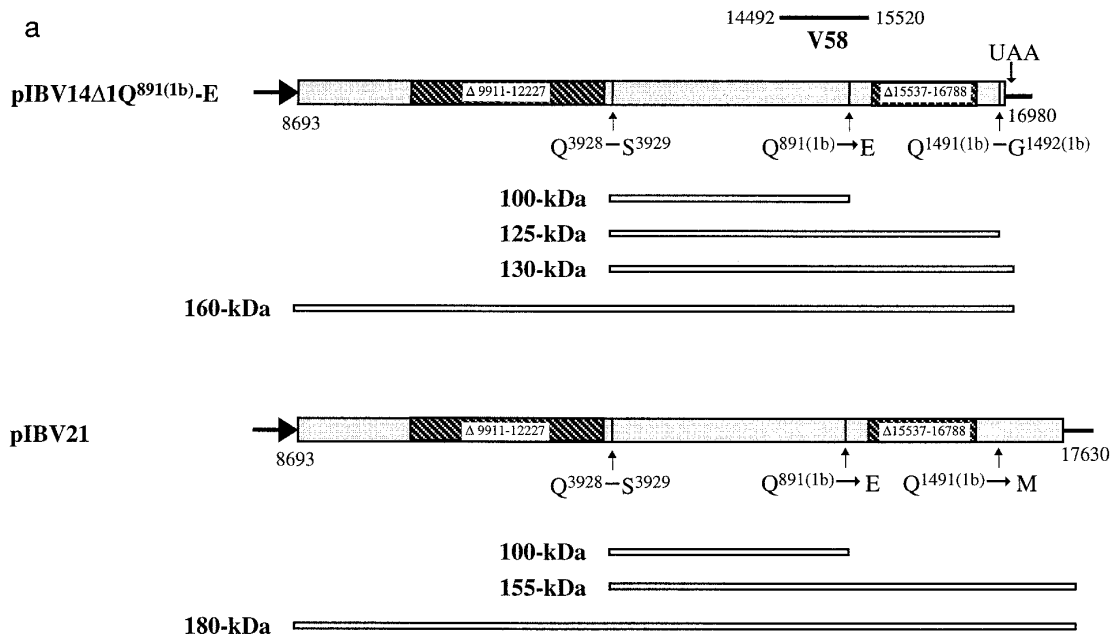 a
14492 15520
V58
UAA
pIBV14Δ1Q891(1b)-E
Δ 9911-12227
Δ15537-16788
8693
16980
Q3928–S3929
Q891(1b)→E
Q1491(1b)–G1492(1b)
100-kDa
125-kDa
130-kDa
160-kDa
pIBV21
Δ 9911-12227
Δ15537-16788
8693
17630
Q3928–S3929
Q891(1b)→E
Q1491(1b)→M
100-kDa
155-kDa
180-kDa